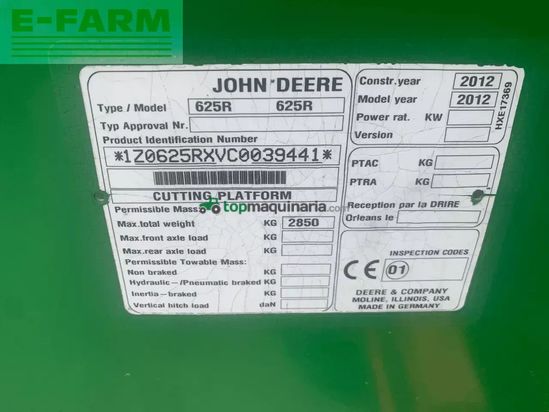 E-FARM
JOHN DEERE
Type / Model 625R 625R
Typ Approval Nr.
Product Identification Number
*1Z0625RXVC0039441*
CUTTING PLATFORM
Permissible Mass
topmaquinaria.com
Max.total weight KG 2850
Max.front axle load KG
Max.rear axle load KG
Permissible Towable Mass:
Non braked KG
Hydraulic-/Pneumatic braked KG
Inertia-braked KG
Vertical hitch load daN
Constr.year 2012
Model year 2012
Power rat. KW
Version
HXE17369
PTAC KG
PTRA KG
Reception par la DRIRE
Orleans le
INSPECTION CODES
CE 01
DEERE & COMPANY
MOLINE, ILLINOIS, USA
MADE IN GERMANY